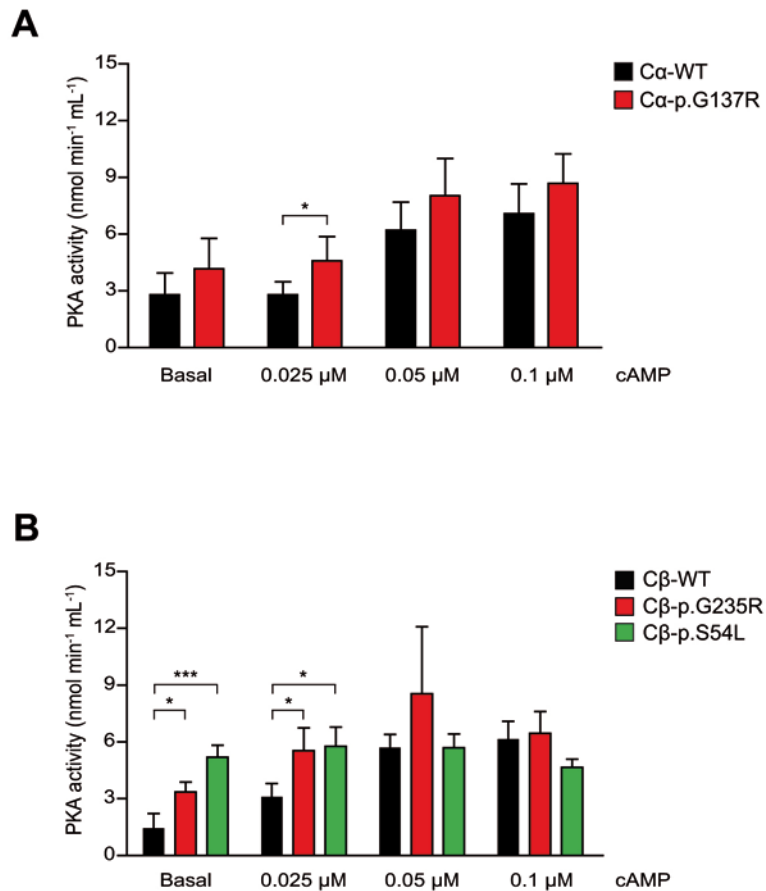 A
PKA activity (nmol min⁻¹ mL⁻¹)
15
12
9
6
3
0
*
Basal
0.025 µM
0.05 µM
0.1 µM
cAMP
Cα-WT
Cα-p.G137R
B
PKA activity (nmol min⁻¹ mL⁻¹)
15
12
9
6
3
0
***
*
*
*
Basal
0.025 µM
0.05 µM
0.1 µM
cAMP
Cβ-WT
Cβ-p.G235R
Cβ-p.S54L